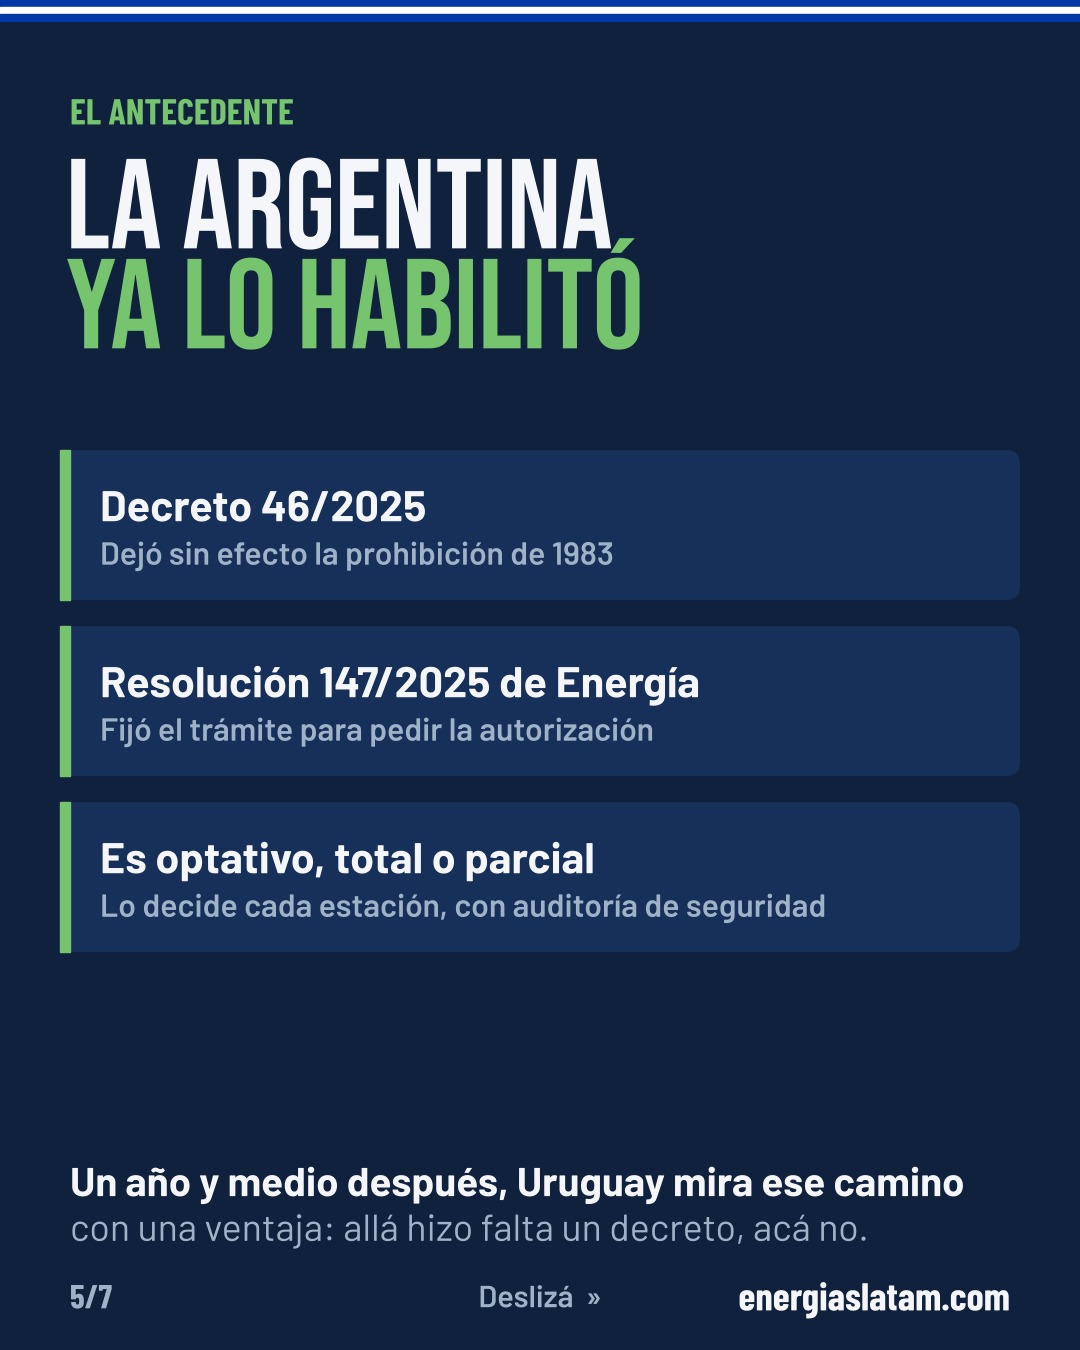 EL ANTECEDENTE
LA ARGENTINA
YA LO HABILITÓ
Decreto 46/2025
Dejó sin efecto la prohibición de 1983
Resolución 147/2025 de Energía
Fijó el trámite para pedir la autorización
Es optativo, total o parcial
Lo decide cada estación, con auditoría de seguridad
Un año y medio después, Uruguay mira ese camino
con una ventaja: allá hizo falta un decreto, acá no.
5/7
Deslizá »
energiaslatam.com